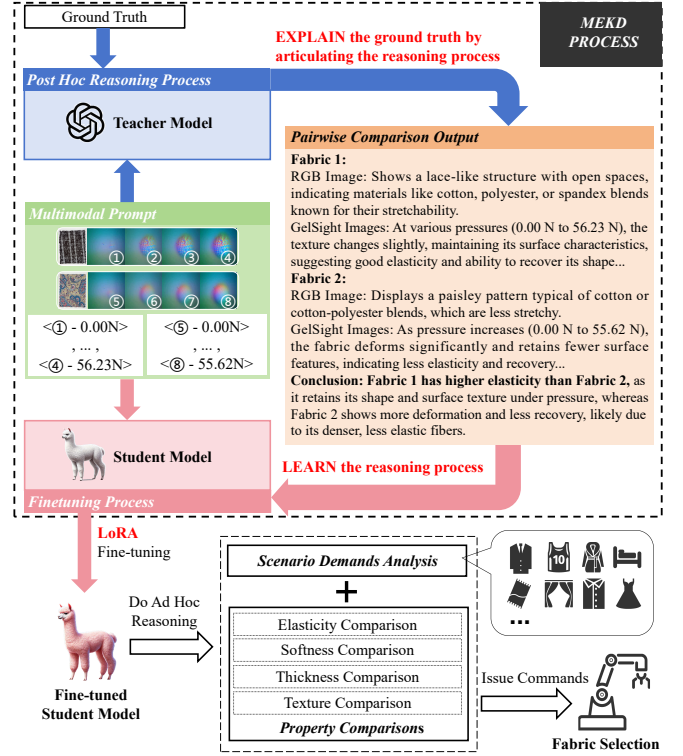 Ground Truth
MEKD
PROCESS
EXPLAIN the ground truth by
articulating the reasoning process
Post Hoc Reasoning Process
Teacher Model
Multimodal Prompt
① ② ③ ④
⑤ ⑥ ⑦ ⑧
<① - 0.00N>
, ... ,
<④ - 56.23N>
<⑤ - 0.00N>
, ... ,
<⑧ - 55.62N>
Pairwise Comparison Output
Fabric 1:
RGB Image: Shows a lace-like structure with open spaces,
indicating materials like cotton, polyester, or spandex blends
known for their stretchability.
GelSight Images: At various pressures (0.00 N to 56.23 N), the
texture changes slightly, maintaining its surface characteristics,
suggesting good elasticity and ability to recover its shape...
Fabric 2:
RGB Image: Displays a paisley pattern typical of cotton or
cotton-polyester blends, which are less stretchy.
GelSight Images: As pressure increases (0.00 N to 55.62 N),
the fabric deforms significantly and retains fewer surface
features, indicating less elasticity and recovery...
Conclusion: Fabric 1 has higher elasticity than Fabric 2, as
it retains its shape and surface texture under pressure, whereas
Fabric 2 shows more deformation and less recovery, likely due
to its denser, less elastic fibers.
Student Model
Finetuning Process
LEARN the reasoning process
LoRA
Fine-tuning
Do Ad Hoc
Reasoning
Fine-tuned
Student Model
Scenario Demands Analysis
+
Elasticity Comparison
Softness Comparison
Thickness Comparison
Texture Comparison
Property Comparisons
10
...
Issue Commands
Fabric Selection